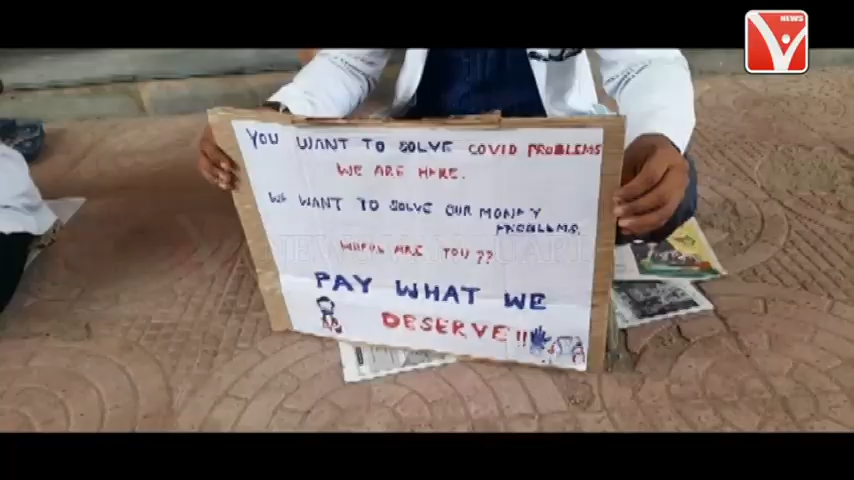 NEWS
V
YOU WANT TO SOLVE COVID PROBLEMS
WE ARE HERE.
WE WANT TO SOLVE OUR MONEY
PROBLEMS.
WHERE ARE YOU??
PAY WHAT WE
DESERVE!!